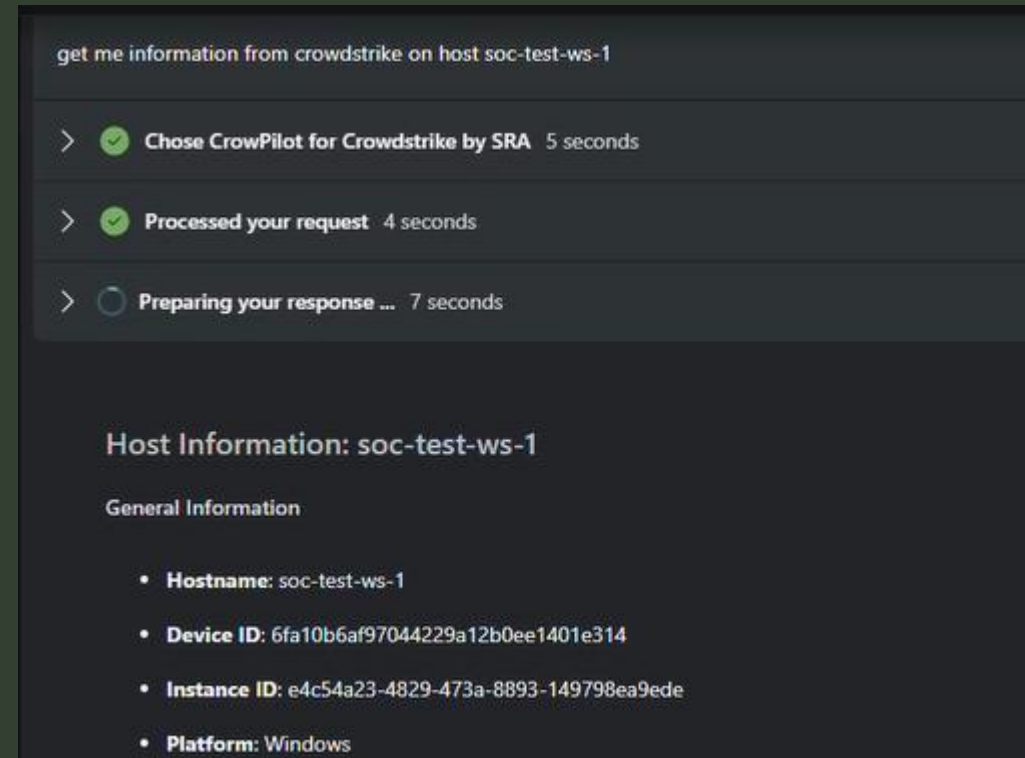 get me information from crowdstrike on host soc-test-ws-1
Chose CrowPilot for Crowdstrike by SRA 5 seconds
Processed your request 4 seconds
Preparing your response ... 7 seconds
Host Information: soc-test-ws-1
General Information
• Hostname: soc-test-ws-1
• Device ID: 6fa10b6af97044229a12b0ee1401e314
• Instance ID: e4c54a23-4829-473a-8893-149798ea9ede
• Platform: Windows